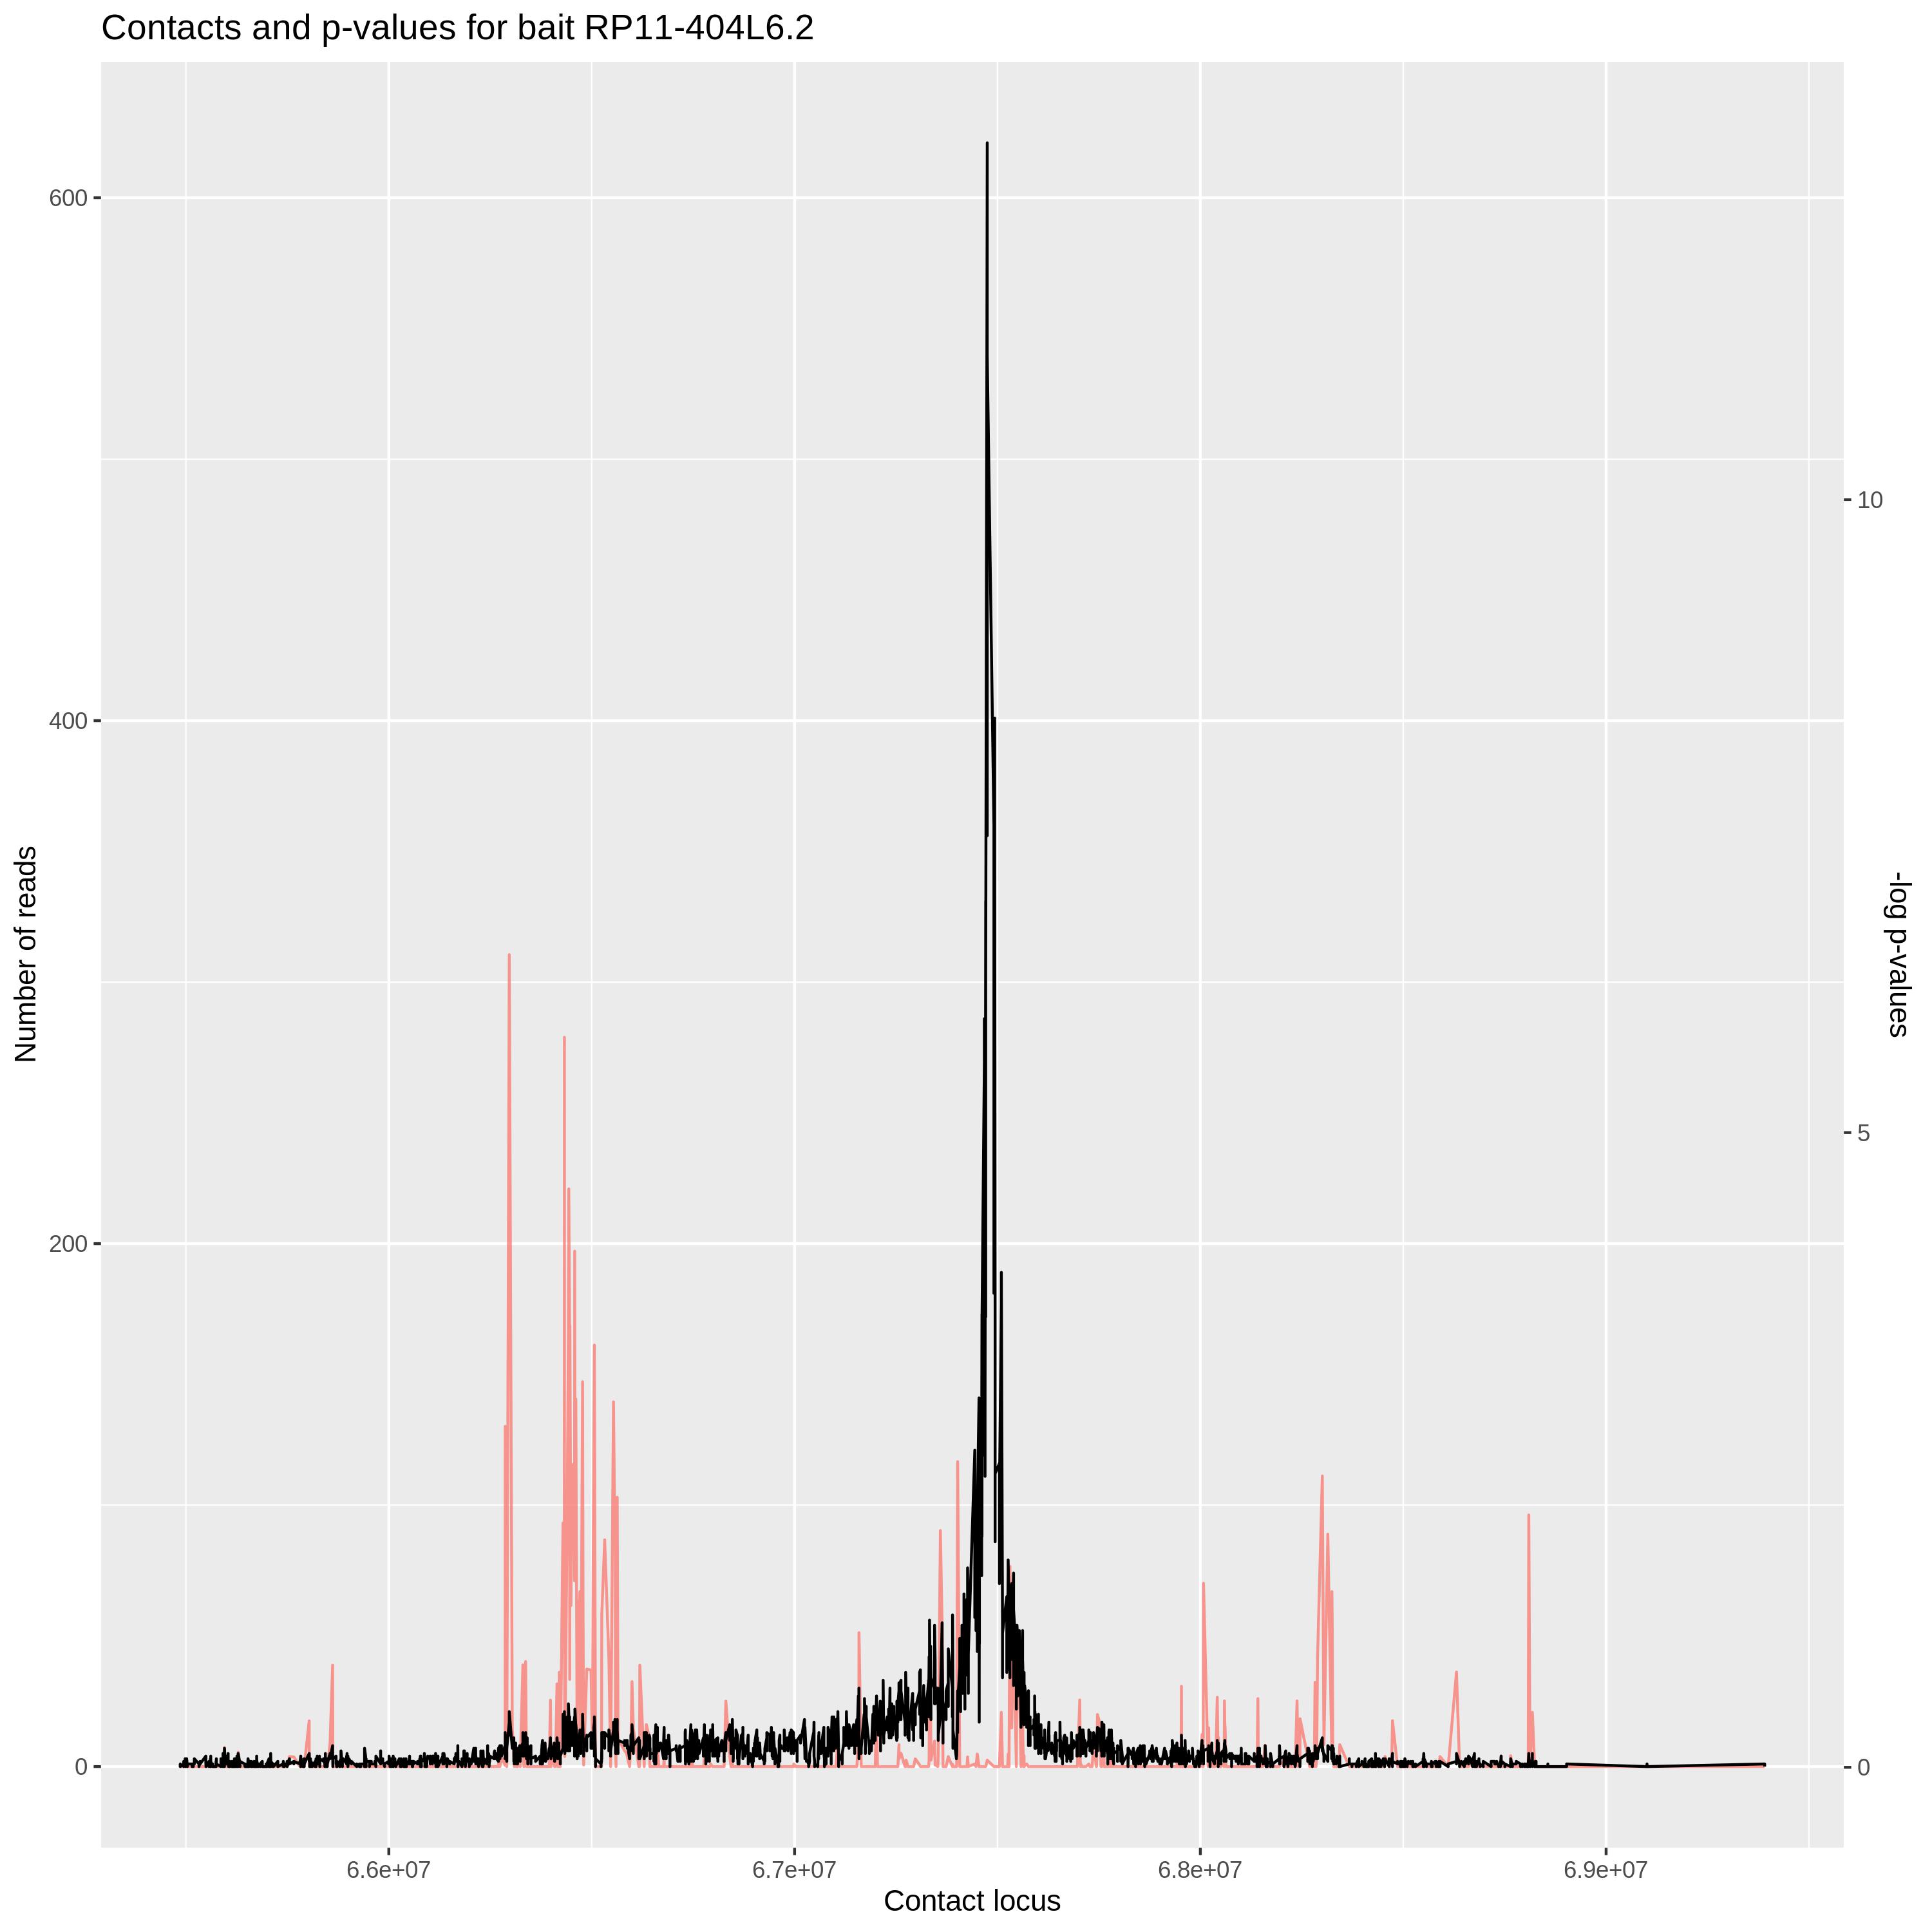 Contacts and p-values for bait RP11-404L6.2
600
400
200
0
Number of reads
10
5
0
-log p-values
6.6e+07
6.7e+07
6.8e+07
6.9e+07
Contact locus